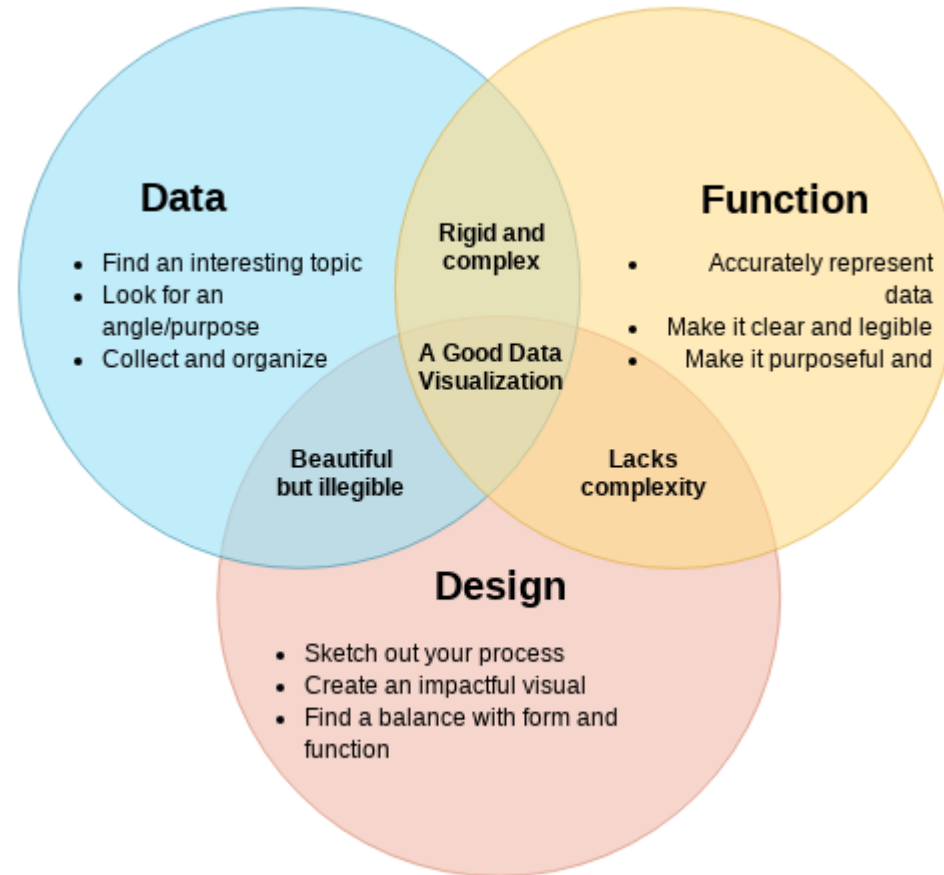 Data
• Find an interesting topic
• Look for an
angle/purpose
• Collect and organize
Rigid and
complex
Function
• Accurately represent
data
• Make it clear and legible
• Make it purposeful and
A Good Data
Visualization
Beautiful
but illegible
Lacks
complexity
Design
• Sketch out your process
• Create an impactful visual
• Find a balance with form and
function